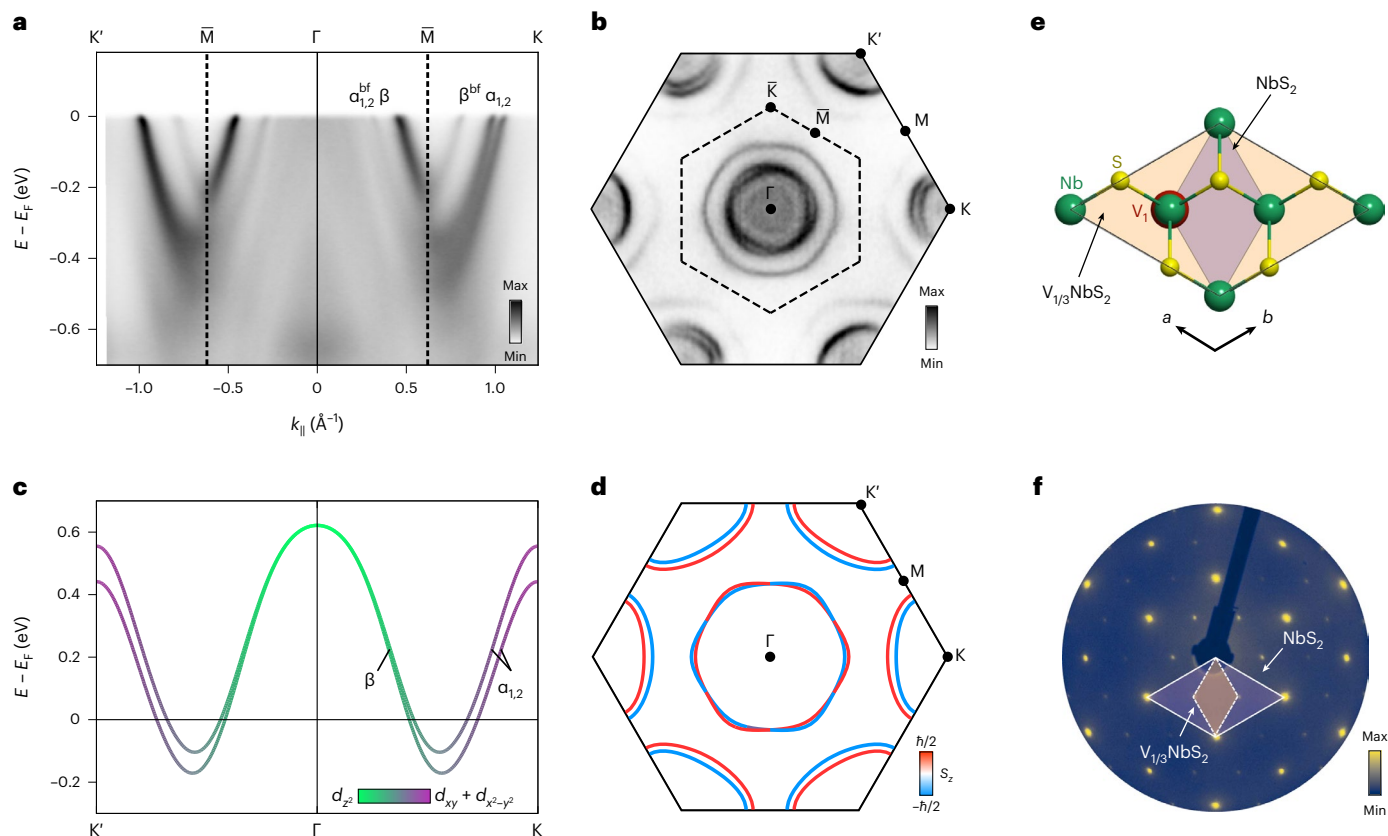 a
K′ M̅ Γ M̅ K
α₁,₂ᵇᶠ β βᵇᶠ α₁,₂
0
−0.2
−0.4
−0.6
E − E_F (eV)
Max
Min
−1.0 −0.5 0 0.5 1.0
k_|| (Å⁻¹)
b
K′
K̅
M̅
M
Γ
K
Max
Min
e
NbS₂
S
Nb
V₁
V₁/₃NbS₂
a b
c
0.6
0.4
0.2
0
−0.2
E − E_F (eV)
β
α₁,₂
d_z² d_xy + d_x²−y²
K′ Γ K
d
K′
M
Γ
K
ħ/2
S_z
−ħ/2
f
NbS₂
V₁/₃NbS₂
Max
Min